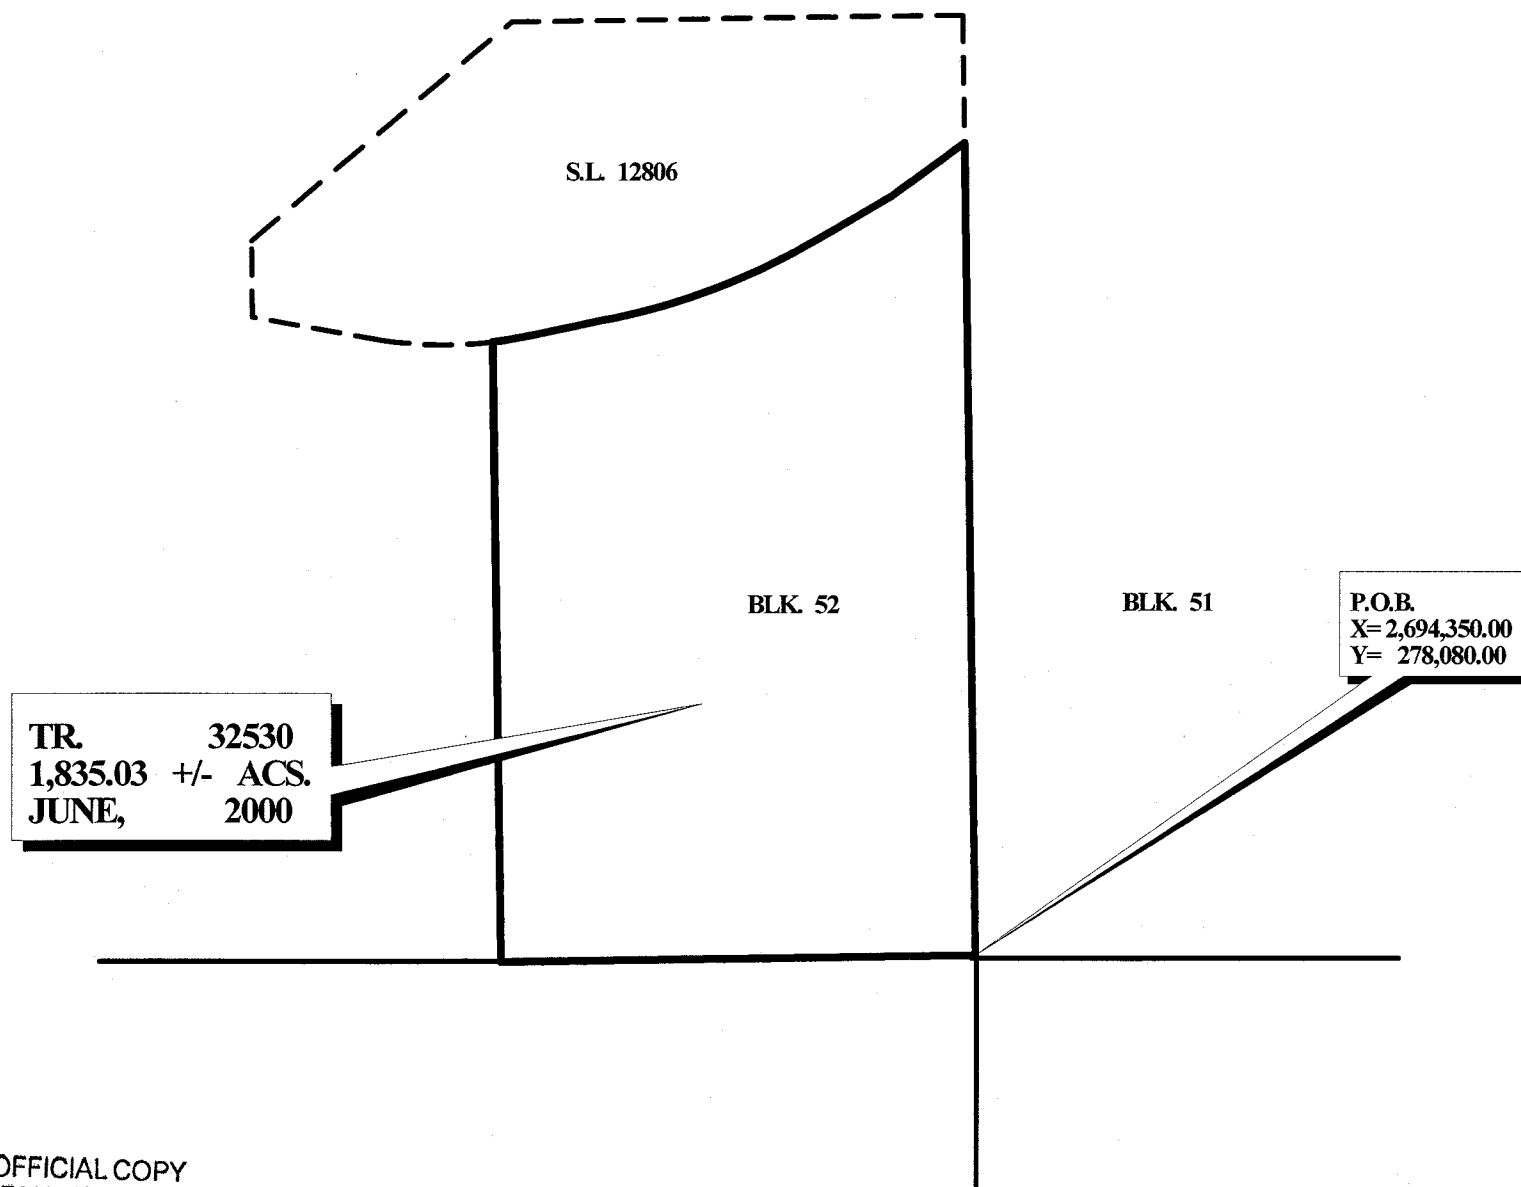 S.L. 12806
BLK. 52
BLK. 51
P.O.B.
X= 2,694,350.00
Y= 278,080.00
TR. 32530
1,835.03 +/- ACS.
JUNE, 2000
OFFICIAL COPY